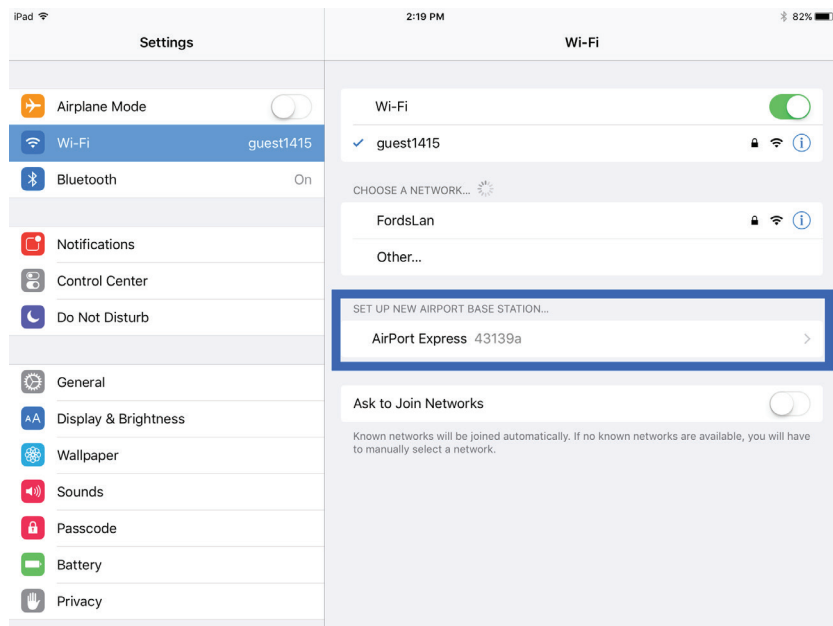 iPad
2:19 PM
82%
Settings
Wi-Fi
Airplane Mode
Wi-Fi guest1415
Bluetooth On
Notifications
Control Center
Do Not Disturb
General
AA Display & Brightness
Wallpaper
Sounds
Passcode
Battery
Privacy
Wi-Fi
guest1415
CHOOSE A NETWORK...
FordsLan
Other...
SET UP NEW AIRPORT BASE STATION...
AirPort Express 43139a
Ask to Join Networks
Known networks will be joined automatically. If no known networks are available, you will have
to manually select a network.